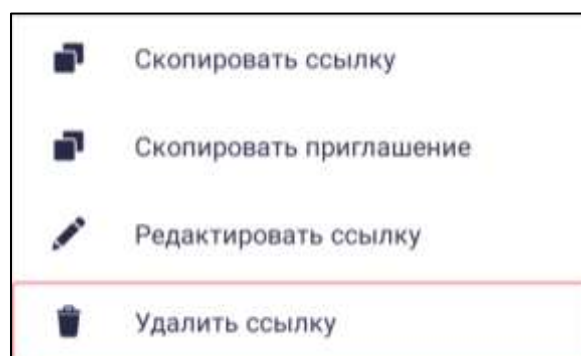 Скопировать ссылку
Скопировать приглашение
Редактировать ссылку
Удалить ссылку